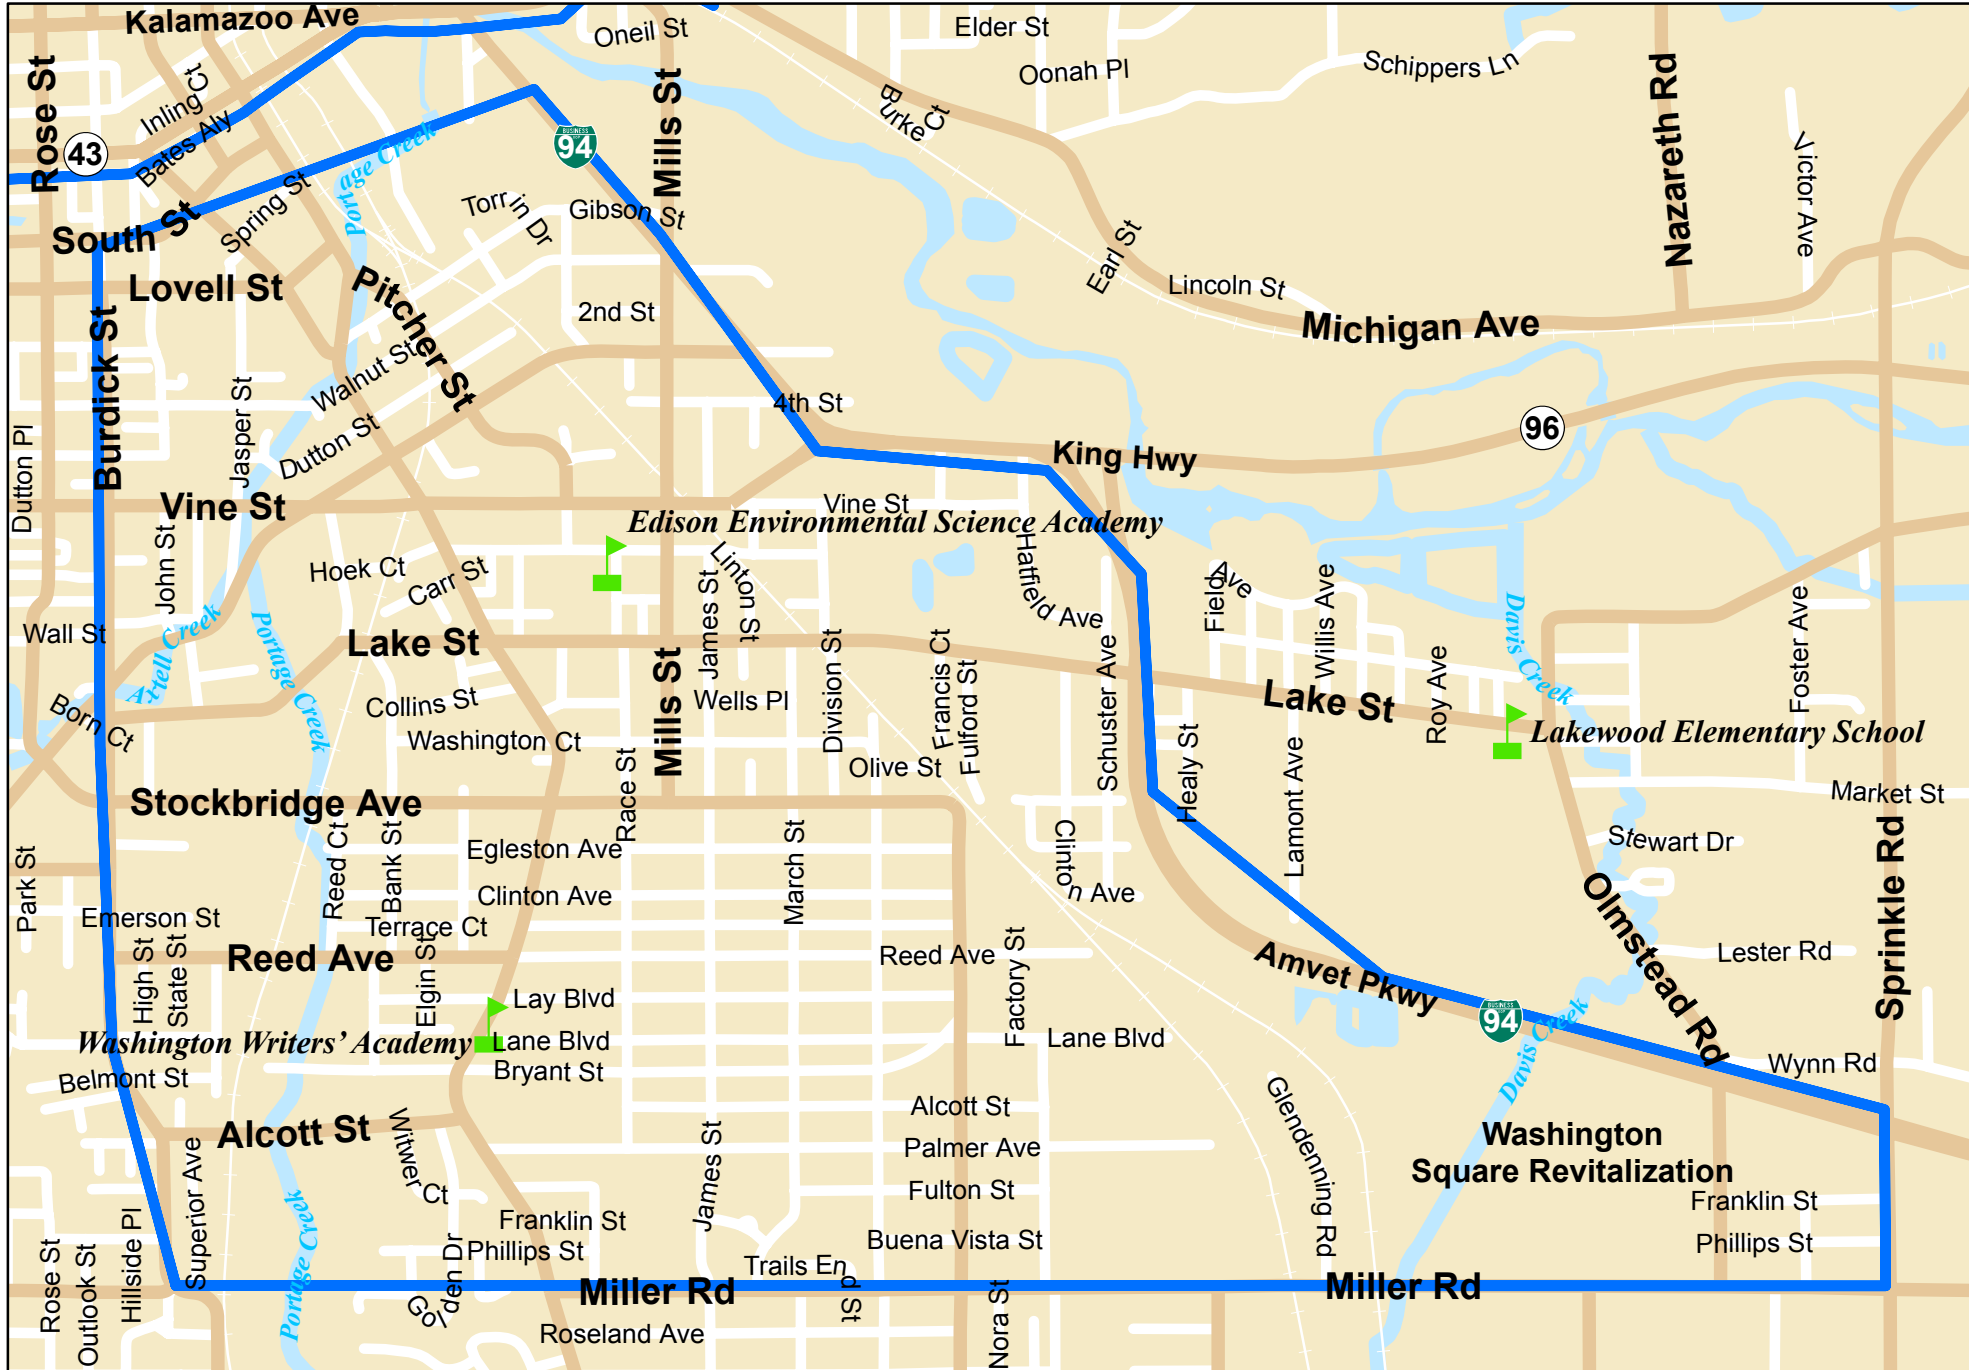 Kalamazoo Ave
Oneil St
Elder St
Oonah Pl
Schippers Ln
Rose St
Inling Ct
Bates Aly
43
Portage Creek
BUSINESS
94
Mills St
Burke Ct
Nazareth Rd
Victor Ave
South St
Spring St
Torrin Dr
Gibson St
Earl St
Lincoln St
Lovell St
Pitcher St
2nd St
Michigan Ave
Burdick St
Walnut St
Jasper St
Dutton St
4th St
96
King Hwy
Dutton Pl
Vine St
Vine St
Edison Environmental Science Academy
John St
Hoek Ct
Carr St
James St
Linton St
Hatfield Ave
Field Ave
Willis Ave
Davis Creek
Foster Ave
Wall St
Axtell Creek
Portage Creek
Lake St
Mills St
Division St
Francis Ct
Fulford St
Schuster Ave
Lake St
Roy Ave
Born Ct
Collins St
Wells Pl
Washington Ct
Olive St
Healy St
Lakewood Elementary School
Stockbridge Ave
Race St
Lamont Ave
Market St
Park St
Reed Ct
Bank St
Egleston Ave
March St
Clinton Ave
Stewart Dr
Sprinkle Rd
Clinton Ave
Olmstead Rd
Emerson St
Terrace Ct
High St
State St
Reed Ave
Elgin St
Reed Ave
Factory St
Amvet Pkwy
Lester Rd
Lay Blvd
BUSINESS
94
Washington Writers' Academy
Lane Blvd
Lane Blvd
Davis Creek
Belmont St
Bryant St
Wynn Rd
Alcott St
Witwer Ct
Alcott St
Glendenning Rd
Superior Ave
James St
Palmer Ave
Washington
Square Revitalization
Fulton St
Franklin St
Portage Creek
Franklin St
Phillips St
Buena Vista St
Phillips St
Rose St
Outlook St
Hillside Pl
Golden Dr
Trails End St
Miller Rd
Miller Rd
Nora St
Roseland Ave